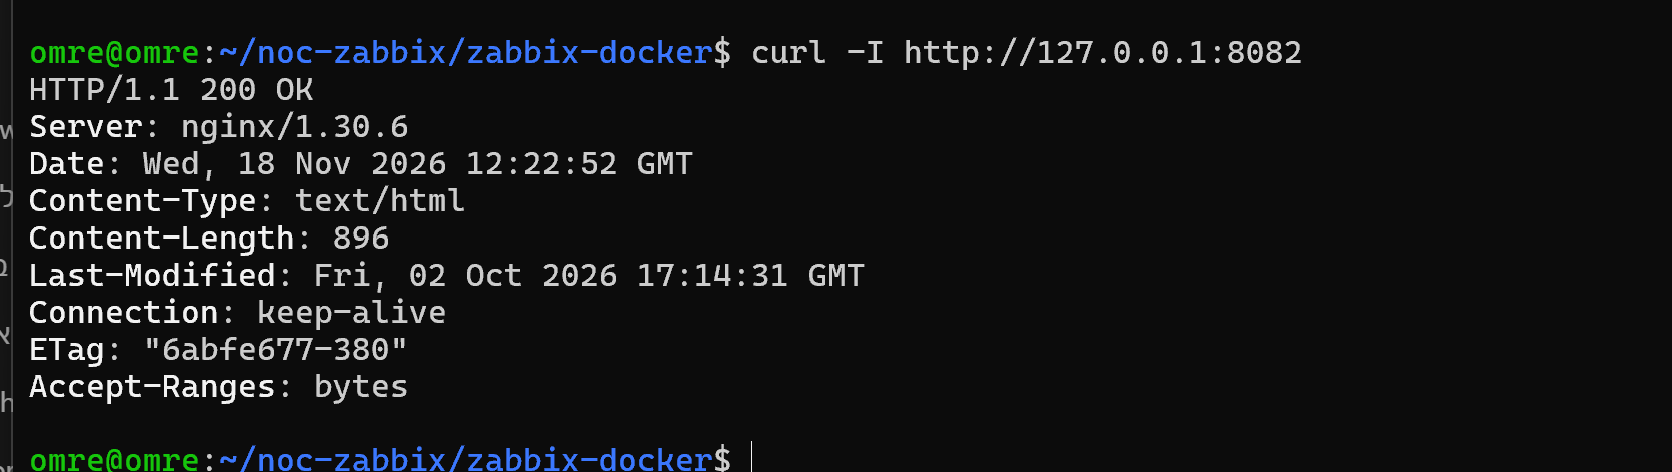 omre@omre:~/noc-zabbix/zabbix-docker$ curl -I http://127.0.0.1:8082
HTTP/1.1 200 OK
Server: nginx/1.30.6
Date: Wed, 18 Nov 2026 12:22:52 GMT
Content-Type: text/html
Content-Length: 896
Last-Modified: Fri, 02 Oct 2026 17:14:31 GMT
Connection: keep-alive
ETag: "6abfe677-380"
Accept-Ranges: bytes
omre@omre:~/noc-zabbix/zabbix-docker$